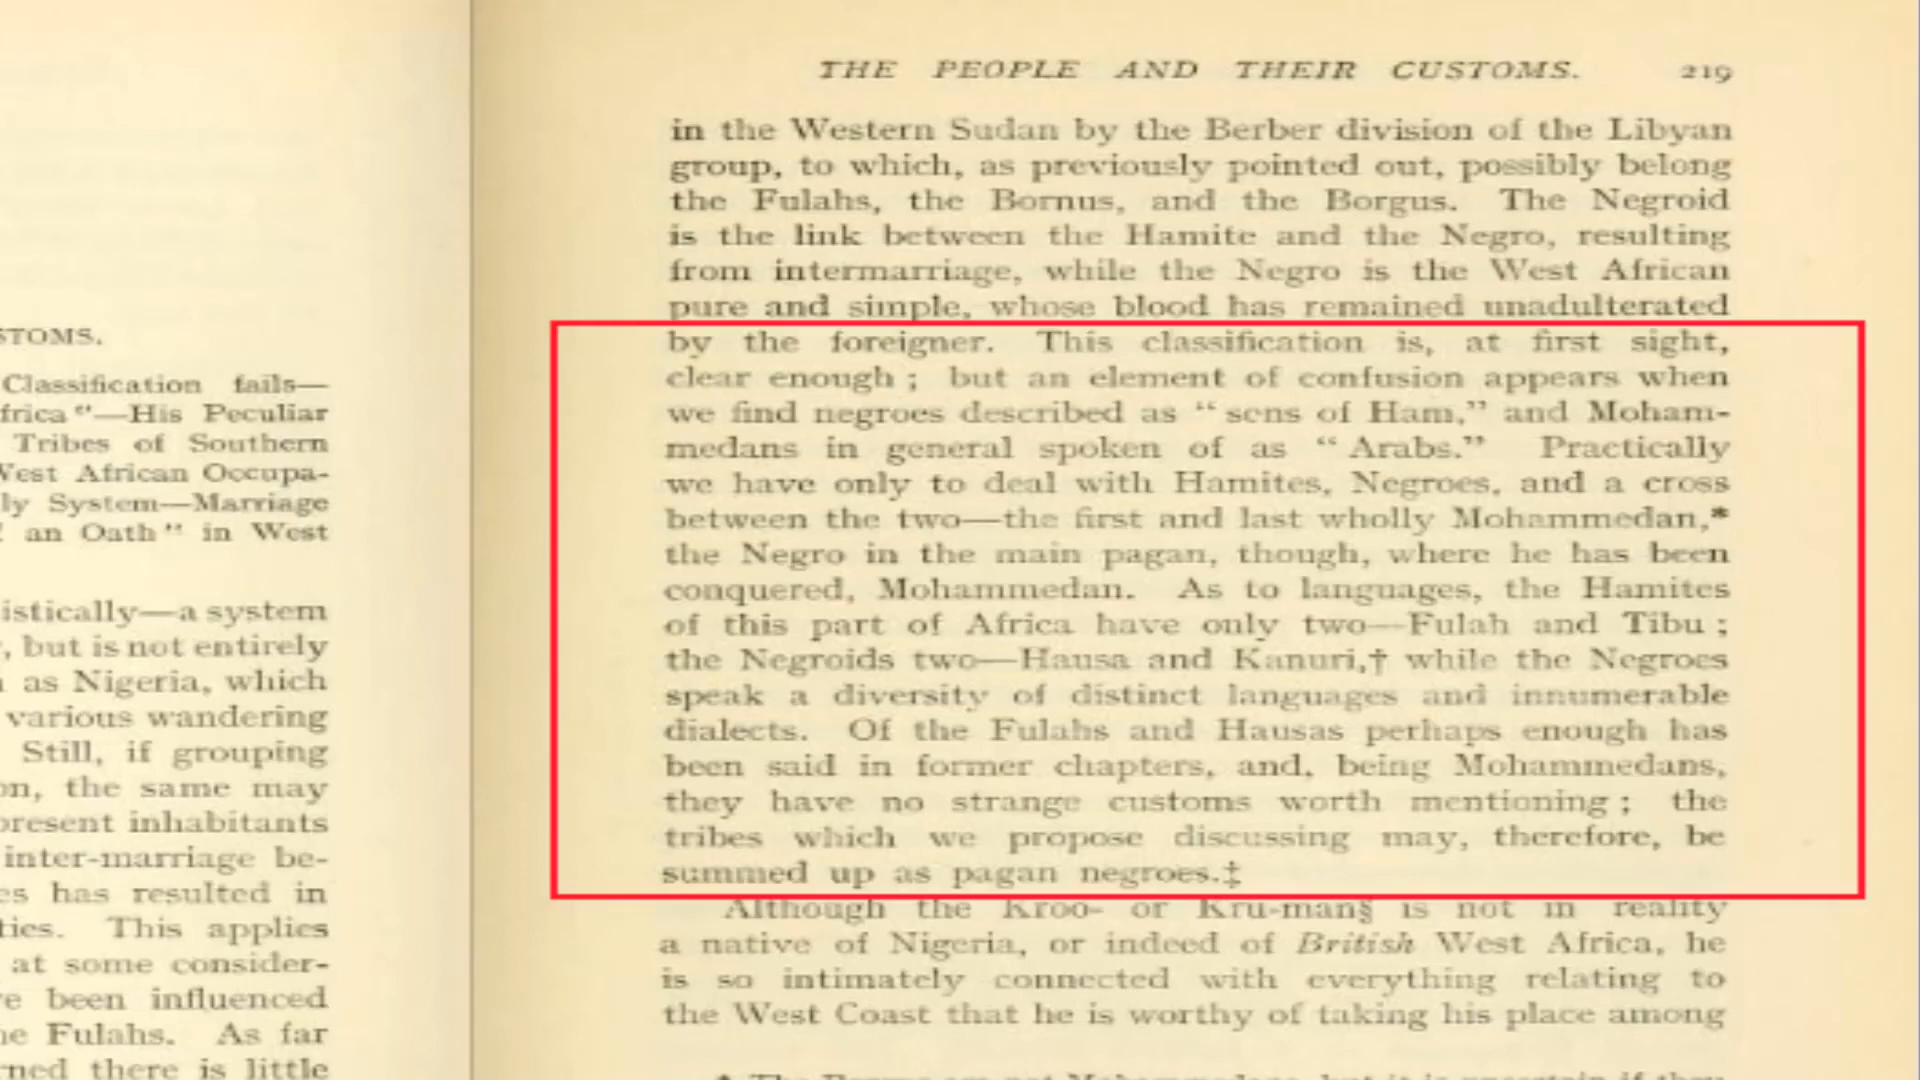 STOMS.
Classification fails—
frica"—His Peculiar
Tribes of Southern
West African Occupa-
ly System—Marriage
an Oath" in West
istically—a system
, but is not entirely
as Nigeria, which
various wandering
Still, if grouping
on, the same may
present inhabitants
inter-marriage be-
es has resulted in
ties. This applies
at some consider-
e been influenced
he Fulahs. As far
rned there is little
THE PEOPLE AND THEIR CUSTOMS. 219
in the Western Sudan by the Berber division of the Libyan
group, to which, as previously pointed out, possibly belong
the Fulahs, the Bornus, and the Borgus. The Negroid
is the link between the Hamite and the Negro, resulting
from intermarriage, while the Negro is the West African
pure and simple, whose blood has remained unadulterated
by the foreigner. This classification is, at first sight,
clear enough; but an element of confusion appears when
we find negroes described as "sons of Ham," and Moham-
medans in general spoken of as "Arabs." Practically
we have only to deal with Hamites, Negroes, and a cross
between the two—the first and last wholly Mohammedan,*
the Negro in the main pagan, though, where he has been
conquered, Mohammedan. As to languages, the Hamites
of this part of Africa have only two—Fulah and Tibu;
the Negroids two—Hausa and Kanuri,† while the Negroes
speak a diversity of distinct languages and innumerable
dialects. Of the Fulahs and Hausas perhaps enough has
been said in former chapters, and, being Mohammedans,
they have no strange customs worth mentioning; the
tribes which we propose discussing may, therefore, be
summed up as pagan negroes.‡
Although the Kroo- or Kru-man§ is not in reality
a native of Nigeria, or indeed of British West Africa, he
is so intimately connected with everything relating to
the West Coast that he is worthy of taking his place among